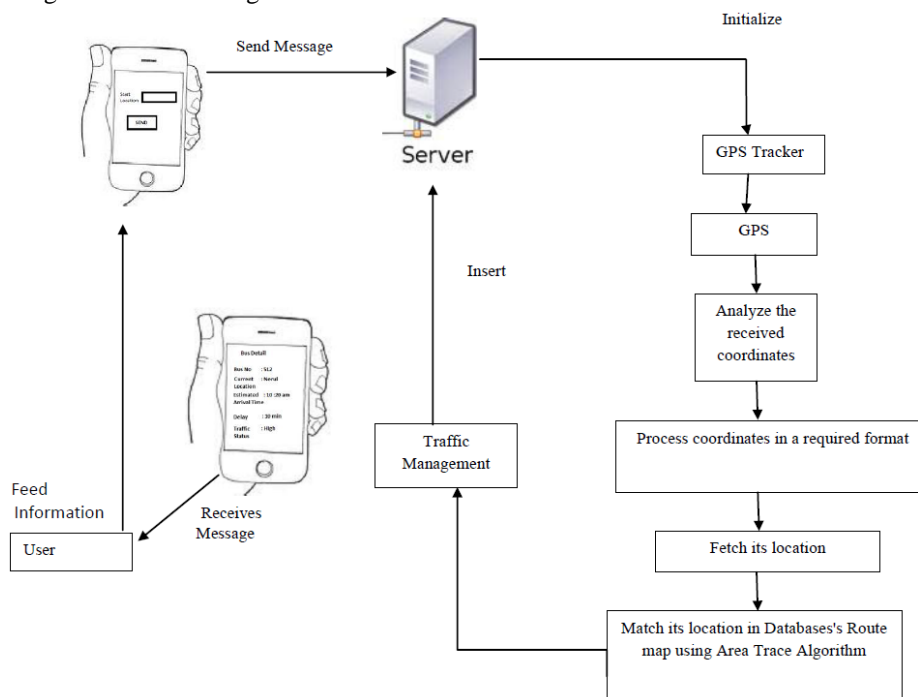 Send Message
Initialize
Start
Location:
SEND
Server
GPS Tracker
GPS
Insert
Analyze the
received
coordinates
Bus Detail
Bus No : SL2
Current : Nerul
Location
Estimated : 10 :20 am
Arrival Time
Delay : 10 min
Traffic : High
Status
Traffic
Management
Process coordinates in a required format
Feed
Information
Receives
Message
User
Fetch its location
Match its location in Databases's Route
map using Area Trace Algorithm